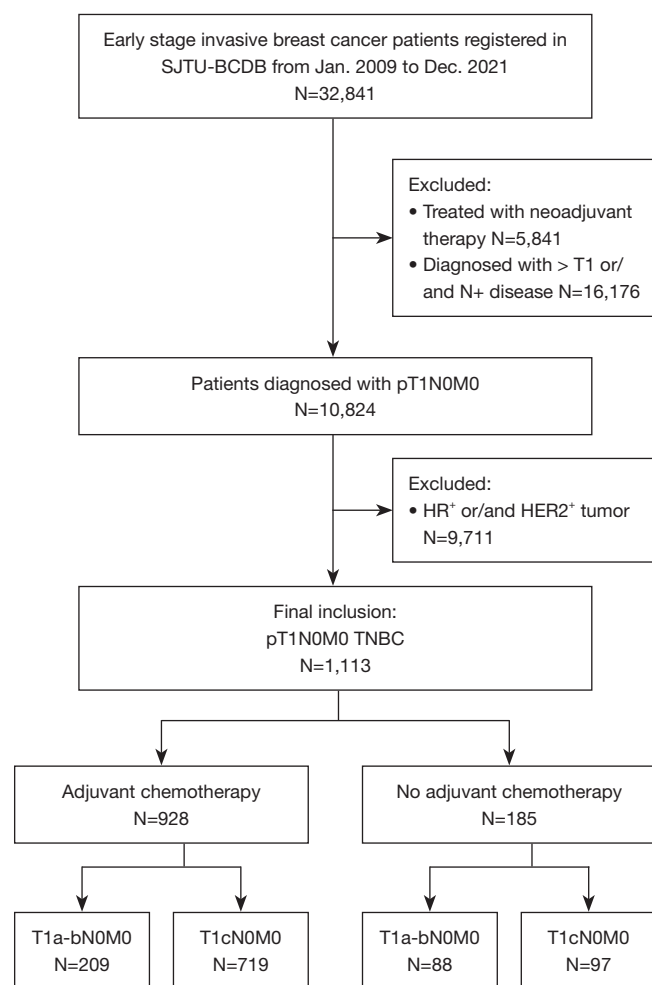 Early stage invasive breast cancer patients registered in
SJTU-BCDB from Jan. 2009 to Dec. 2021
N=32,841
Excluded:
• Treated with neoadjuvant
therapy N=5,841
• Diagnosed with > T1 or/
and N+ disease N=16,176
Patients diagnosed with pT1N0M0
N=10,824
Excluded:
• HR⁺ or/and HER2⁺ tumor
N=9,711
Final inclusion:
pT1N0M0 TNBC
N=1,113
Adjuvant chemotherapy
N=928
No adjuvant chemotherapy
N=185
T1a-bN0M0
N=209
T1cN0M0
N=719
T1a-bN0M0
N=88
T1cN0M0
N=97